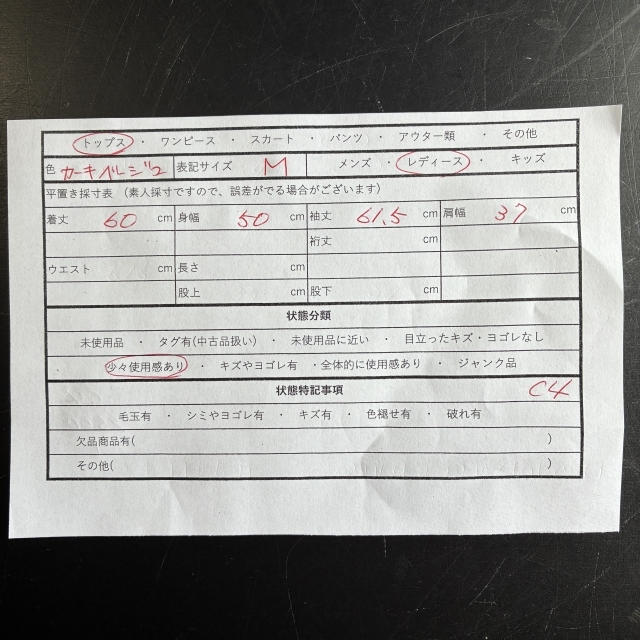 トップス ・ ワンピース ・ スカート ・ パンツ ・ アウター類 ・ その他
色 カーキ/ベージュ 表記サイズ M メンズ ・ レディース ・ キッズ
平置き採寸表 (素人採寸ですので、誤差がでる場合がございます)
着丈 60 cm 身幅 50 cm 袖丈 61.5 cm 肩幅 37 cm
裄丈 cm
ウエスト cm 長さ cm
股上 cm 股下 cm
状態分類
未使用品 ・ タグ有(中古品扱い) ・ 未使用品に近い ・ 目立ったキズ・ヨゴレなし
少々使用感あり ・ キズやヨゴレ有 ・全体的に使用感あり ・ ジャンク品
状態特記事項 C4
毛玉有 ・ シミやヨゴレ有 ・ キズ有 ・ 色褪せ有 ・ 破れ有
欠品商品有( )
その他( )